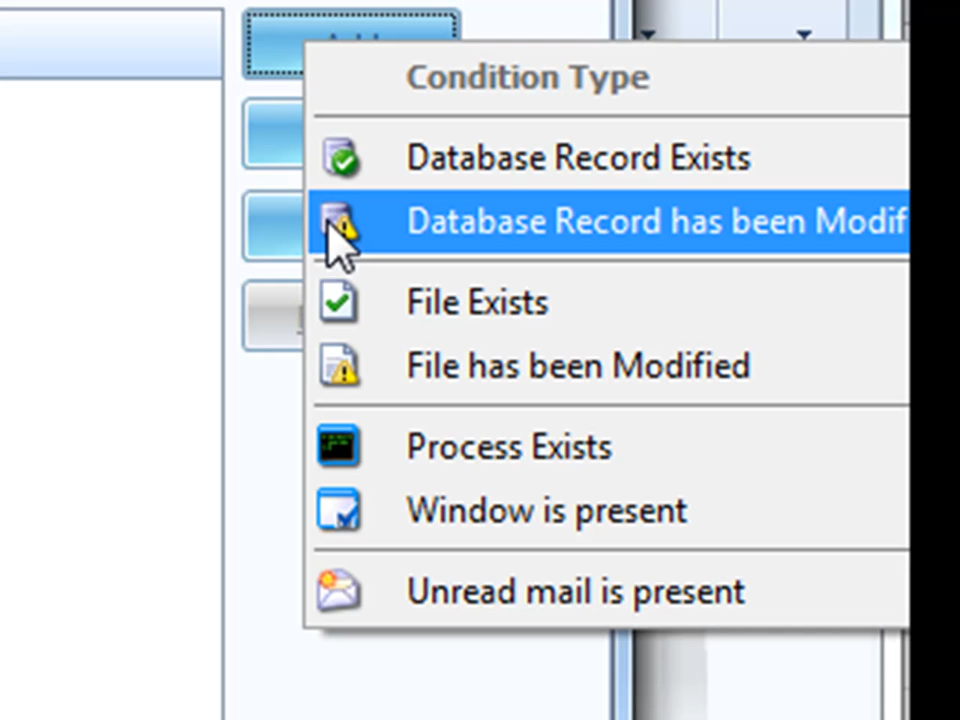 Condition Type
Database Record Exists
Database Record has been Modif
File Exists
File has been Modified
Process Exists
Window is present
Unread mail is present